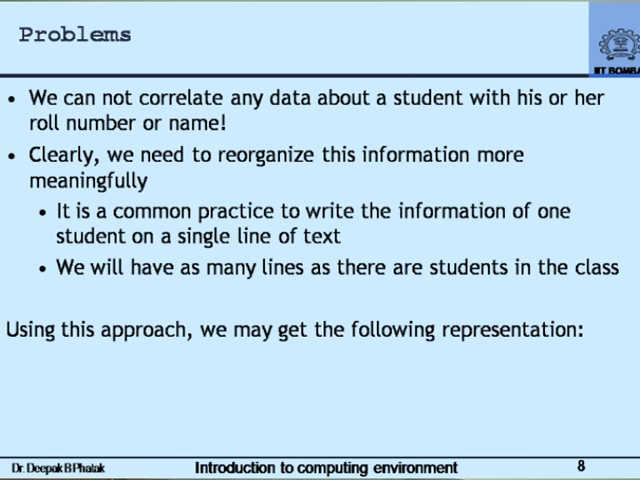 Problems
IIT BOMBAY
• We can not correlate any data about a student with his or her
roll number or name!
• Clearly, we need to reorganize this information more
meaningfully
• It is a common practice to write the information of one
student on a single line of text
• We will have as many lines as there are students in the class
Using this approach, we may get the following representation:
Dr. Deepak B Phatak
Introduction to computing environment
8